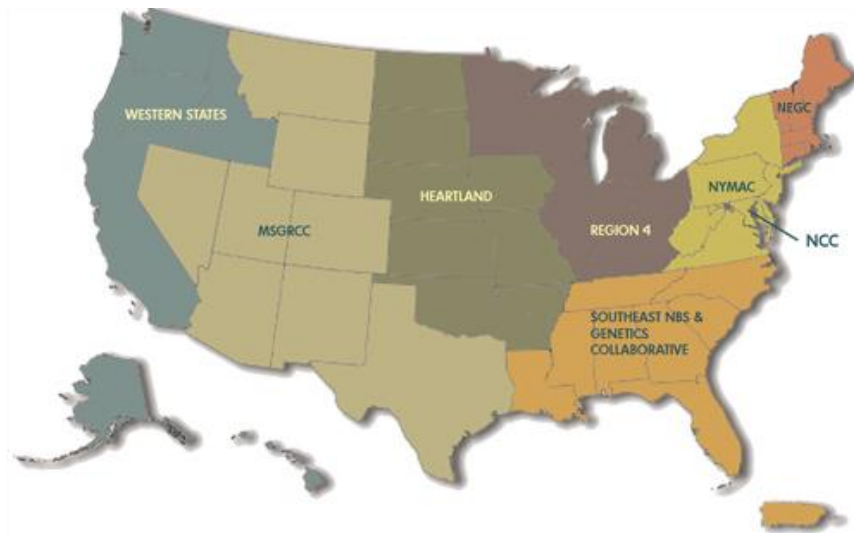 WESTERN STATES
MSGRCC
HEARTLAND
REGION 4
NEGC
NYMAC
NCC
SOUTHEAST NBS &
GENETICS
COLLABORATIVE